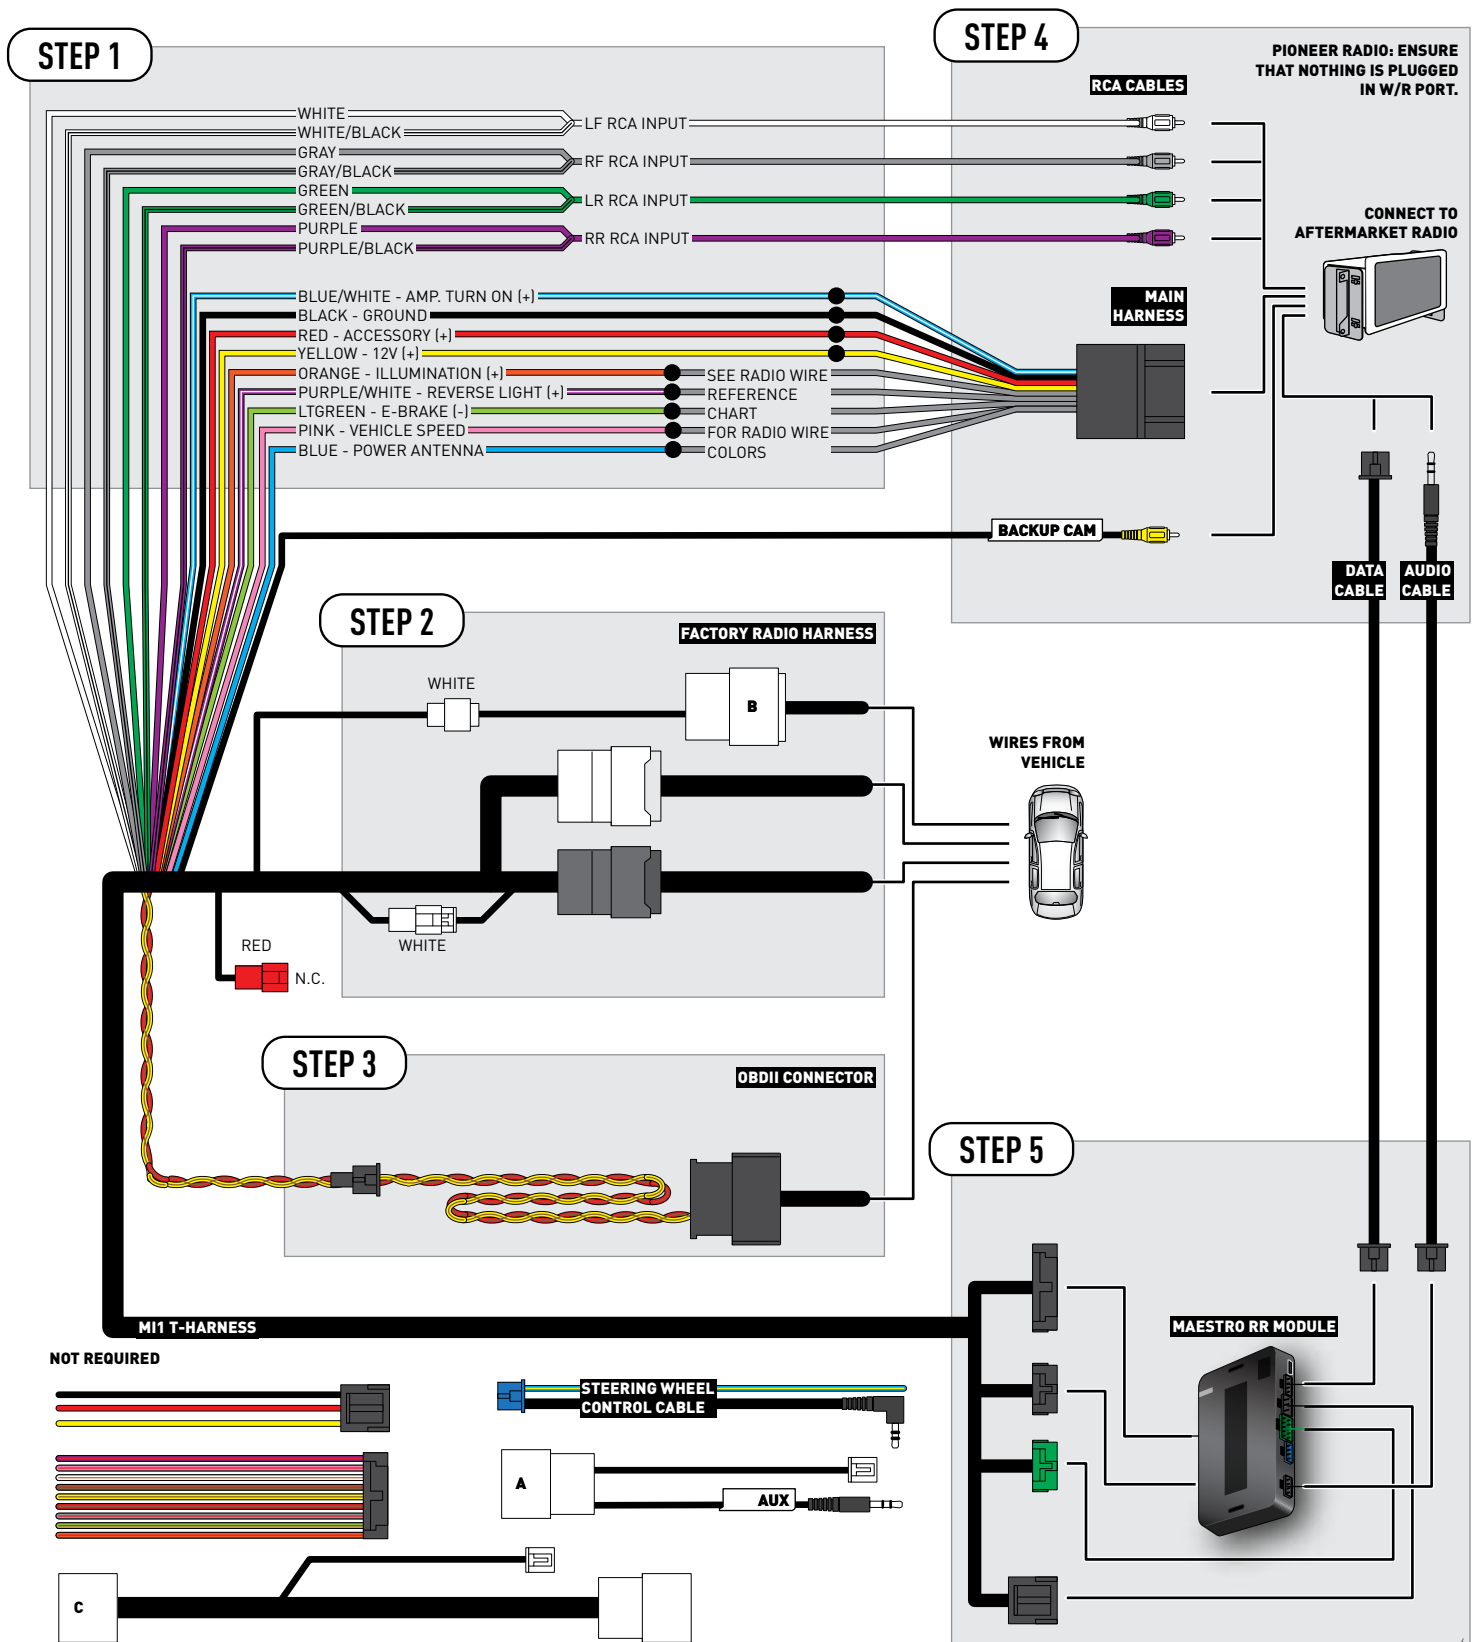 STEP 1
WHITE
WHITE/BLACK
LF RCA INPUT
GRAY
GRAY/BLACK
RF RCA INPUT
GREEN
GREEN/BLACK
LR RCA INPUT
PURPLE
PURPLE/BLACK
RR RCA INPUT
BLUE/WHITE - AMP. TURN ON (+)
BLACK - GROUND
RED - ACCESSORY (+)
YELLOW - 12V (+)
ORANGE - ILLUMINATION (+)
PURPLE/WHITE - REVERSE LIGHT (+)
LTGREEN - E-BRAKE (-)
PINK - VEHICLE SPEED
BLUE - POWER ANTENNA
SEE RADIO WIRE
REFERENCE
CHART
FOR RADIO WIRE
COLORS
STEP 4
PIONEER RADIO: ENSURE
THAT NOTHING IS PLUGGED
IN W/R PORT.
RCA CABLES
CONNECT TO
AFTERMARKET RADIO
MAIN
HARNESS
BACKUP CAM
DATA
CABLE
AUDIO
CABLE
STEP 2
FACTORY RADIO HARNESS
WHITE
B
WIRES FROM
VEHICLE
WHITE
RED
N.C.
STEP 3
OBDII CONNECTOR
STEP 5
MI1 T-HARNESS
MAESTRO RR MODULE
NOT REQUIRED
STEERING WHEEL
CONTROL CABLE
A
AUX
C